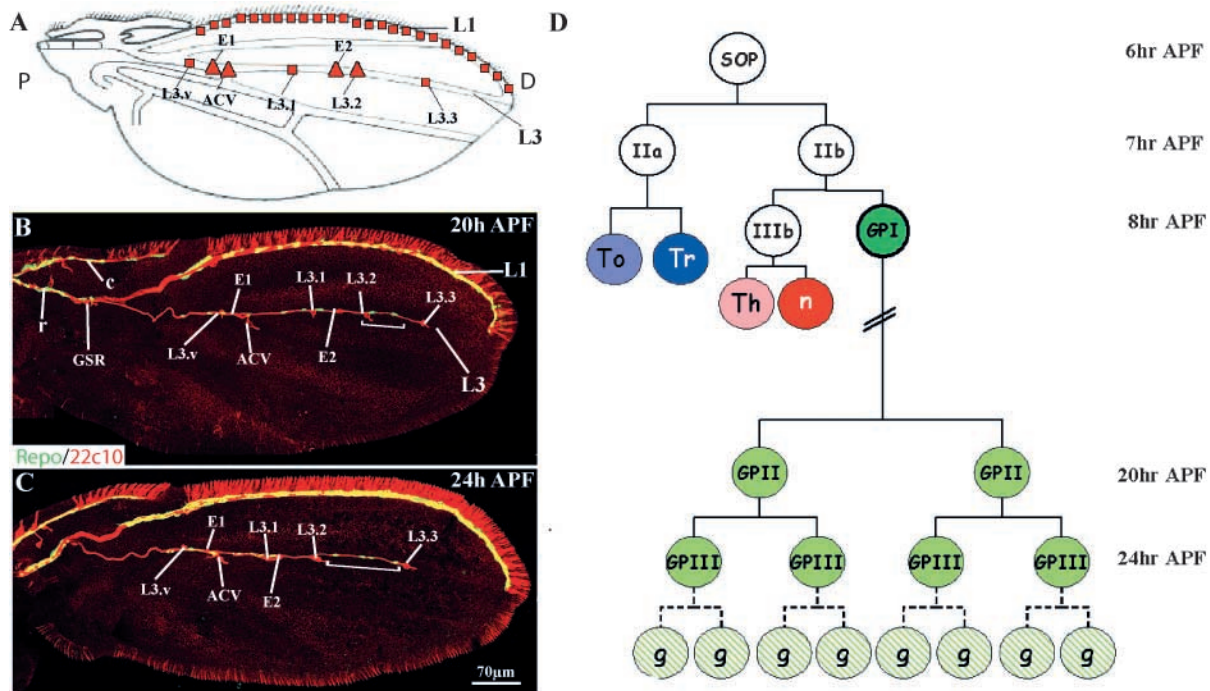 A
E1
E2
L1
P
D
L3.v
ACV
L3.1
L3.2
L3.3
L3
B
20h APF
L1
c
r
GSR
E1
L3.1
L3.2
L3.3
L3.v
ACV
E2
L3
Repo/22c10
C
24h APF
E1
L3.1
L3.2
L3.3
L3.v
ACV
E2
70µm
D
SOP
6hr APF
IIa
IIb
7hr APF
To
Tr
IIIb
GPI
8hr APF
Th
n
GPII
GPII
20hr APF
GPIII
GPIII
GPIII
GPIII
24hr APF
g
g
g
g
g
g
g
g